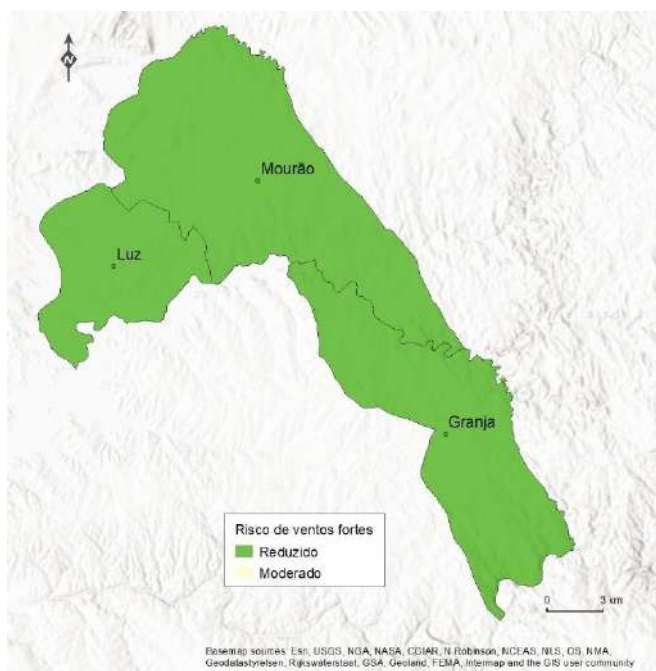 N
Mourão
Luz
Granja
Risco de ventos fortes
Reduzido
Moderado
0 3 km
Basemap sources: Esri, USGS, NGA, NASA, CGIAR, N Robinson, NCEAS, NLS, OS, NMA,
Geodatastyrelsen, Rijkswaterstaat, GSA, Geoland, FEMA, Intermap and the GIS user community